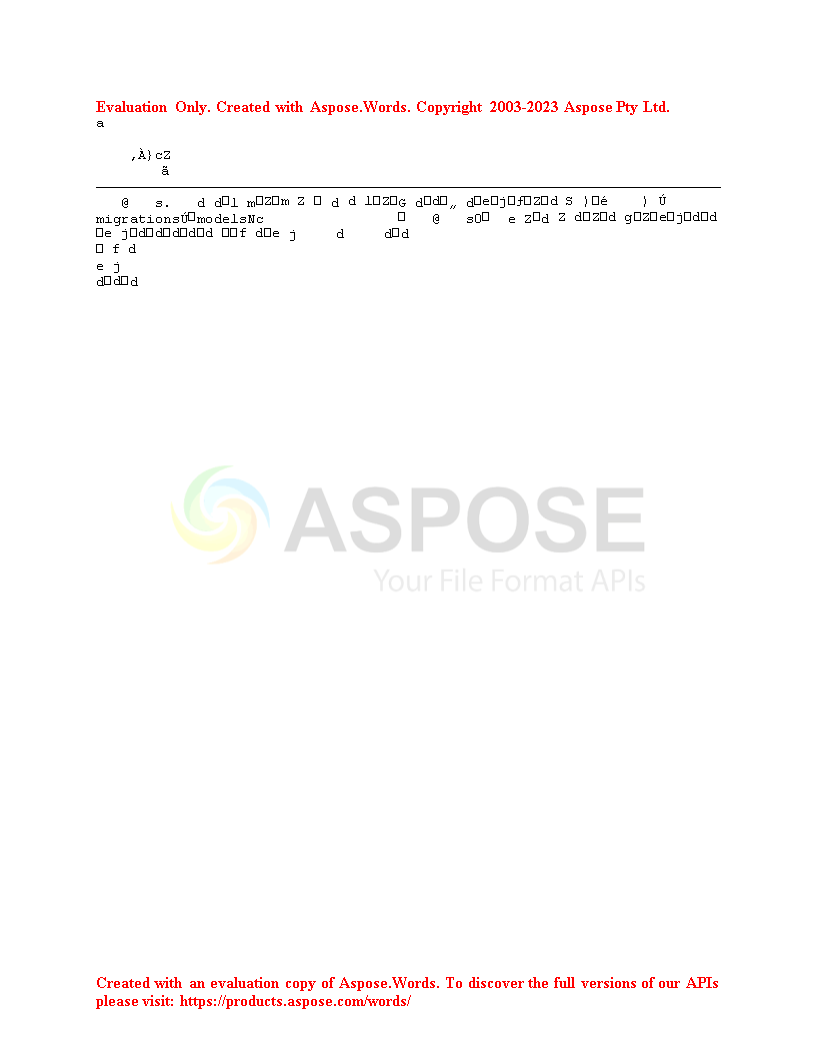 Evaluation Only. Created with Aspose.Words. Copyright 2003-2023 Aspose Pty Ltd.
a
‚À}cZ
ã
@ s. d d□l m□Z□m Z □ d d l□Z□G d□d□„ d□e□j□f□Z□d S )□é ) Ú
migrationsÚ□modelsNc □ @ s0□ e Z□d Z d□Z□d g□Z□e□j□d□d
□e j□d□d□d□d□d □□f d□e j d d□d
□ f d
e j
d□d□d
ASPOSE
Your File Format APIs
Created with an evaluation copy of Aspose.Words. To discover the full versions of our APIs
please visit: https://products.aspose.com/words/